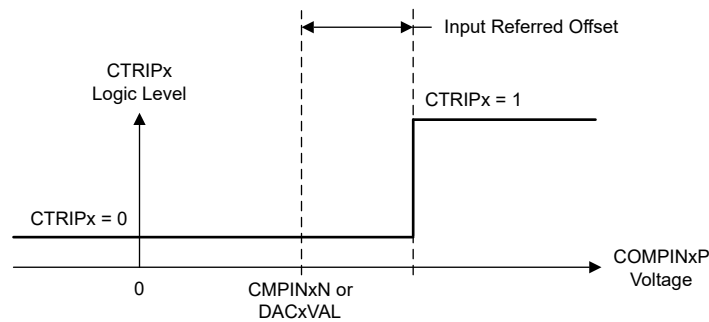 Input Referred Offset
CTRIPx
Logic Level
CTRIPx = 1
CTRIPx = 0
COMPINxP
Voltage
0
CMPINxN or
DACxVAL